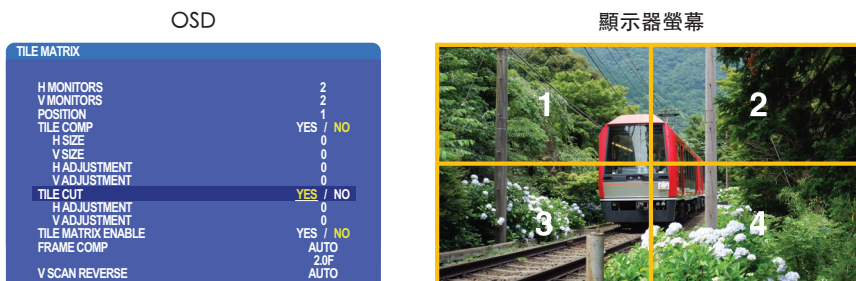 OSD
顯示器螢幕
TILE MATRIX
H MONITORS 2
V MONITORS 2
POSITION 1
TILE COMP YES / NO
H SIZE 0
V SIZE 0
H ADJUSTMENT 0
V ADJUSTMENT 0
TILE CUT YES / NO
H ADJUSTMENT 0
V ADJUSTMENT 0
TILE MATRIX ENABLE YES / NO
FRAME COMP AUTO
2.0F
V SCAN REVERSE AUTO
1 2
3 4